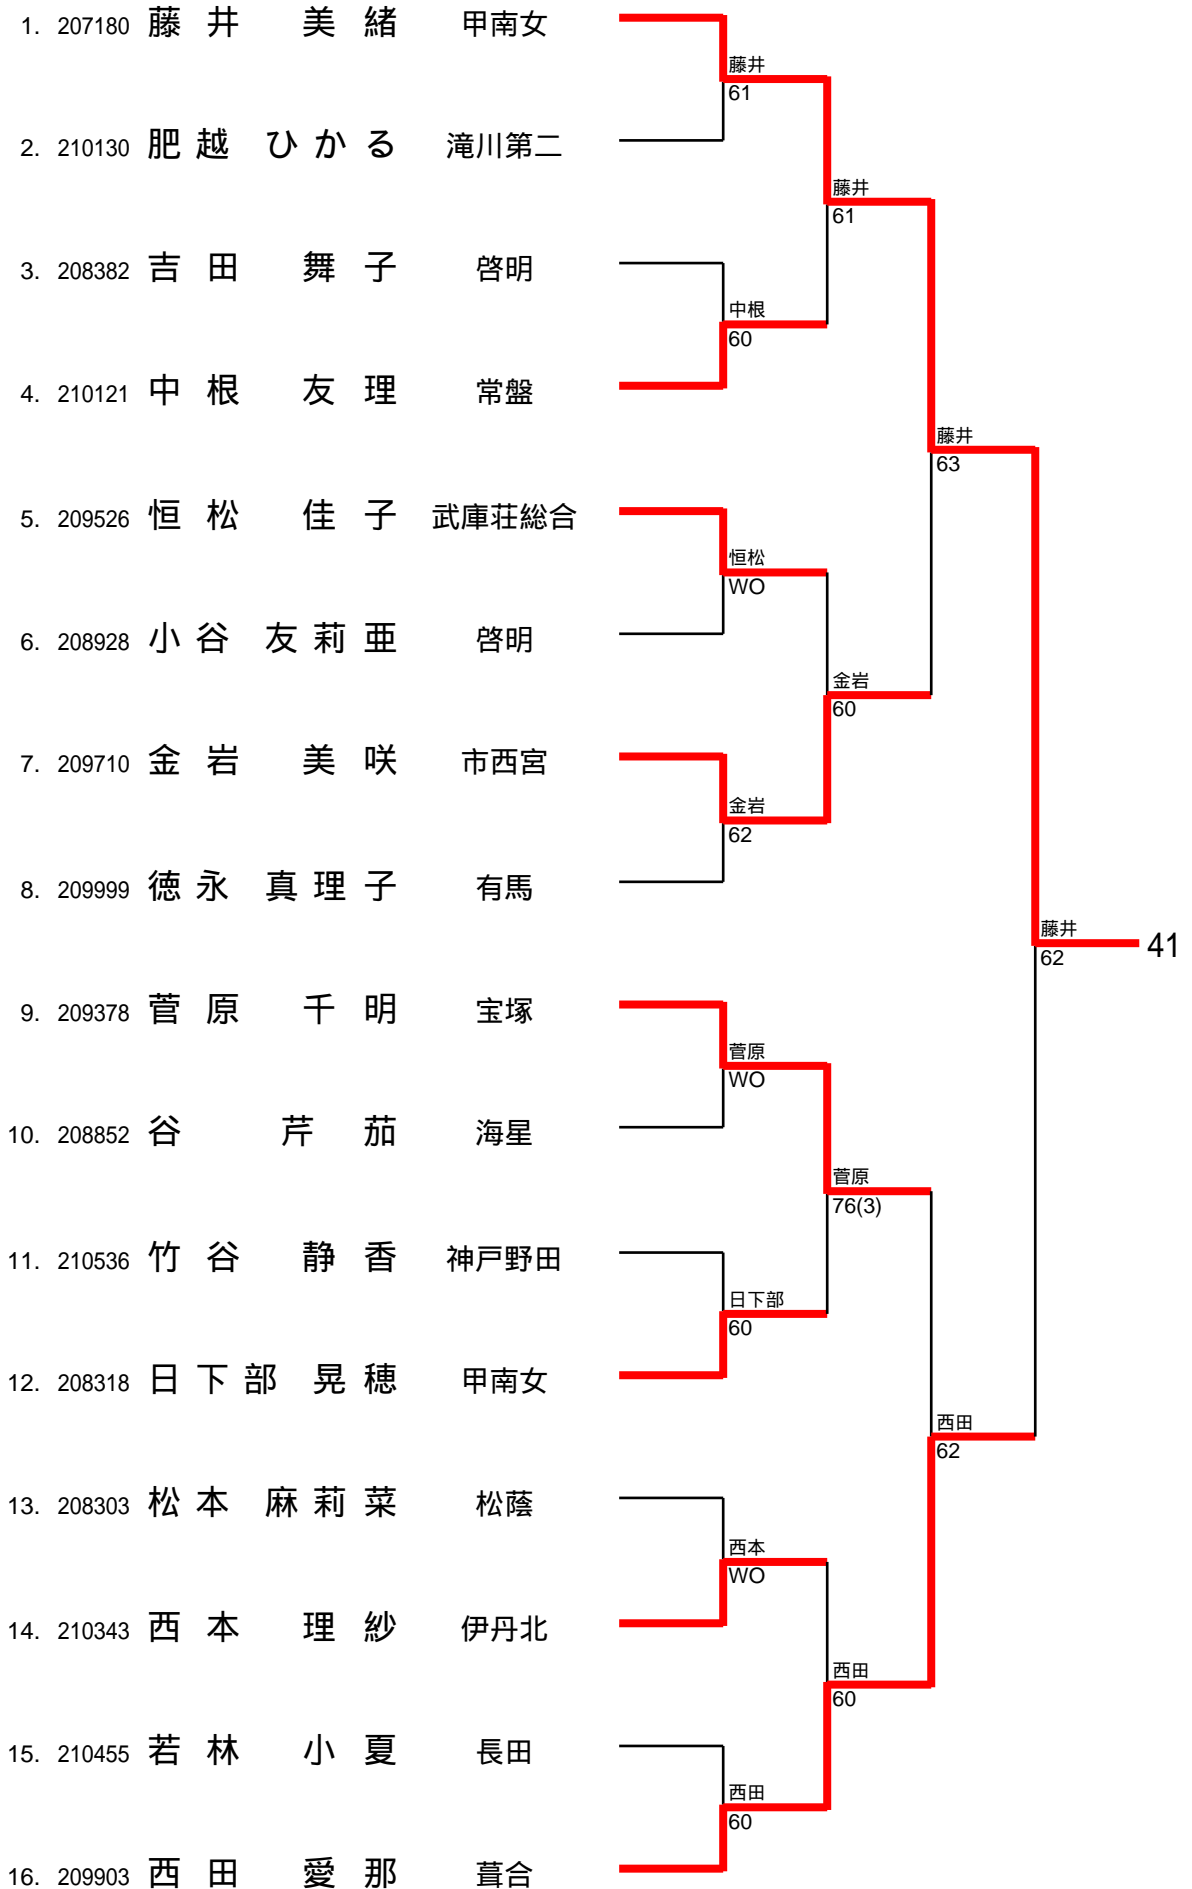 1. 207180 藤井 美緒 甲南女
藤井
61
2. 210130 肥越 ひかる 滝川第二
藤井
61
3. 208382 吉田 舞子 啓明
中根
60
4. 210121 中根 友理 常盤
藤井
63
5. 209526 恒松 佳子 武庫荘総合
恒松
WO
6. 208928 小谷 友莉亜 啓明
金岩
60
7. 209710 金岩 美咲 市西宮
金岩
62
8. 209999 徳永 真理子 有馬
藤井
62
41
9. 209378 菅原 千明 宝塚
菅原
WO
10. 208852 谷 芹茄 海星
菅原
76(3)
11. 210536 竹谷 静香 神戸野田
日下部
60
12. 208318 日下部 晃穂 甲南女
西田
62
13. 208303 松本 麻莉菜 松蔭
西本
WO
14. 210343 西本 理紗 伊丹北
西田
60
15. 210455 若林 小夏 長田
西田
60
16. 209903 西田 愛那 葺合